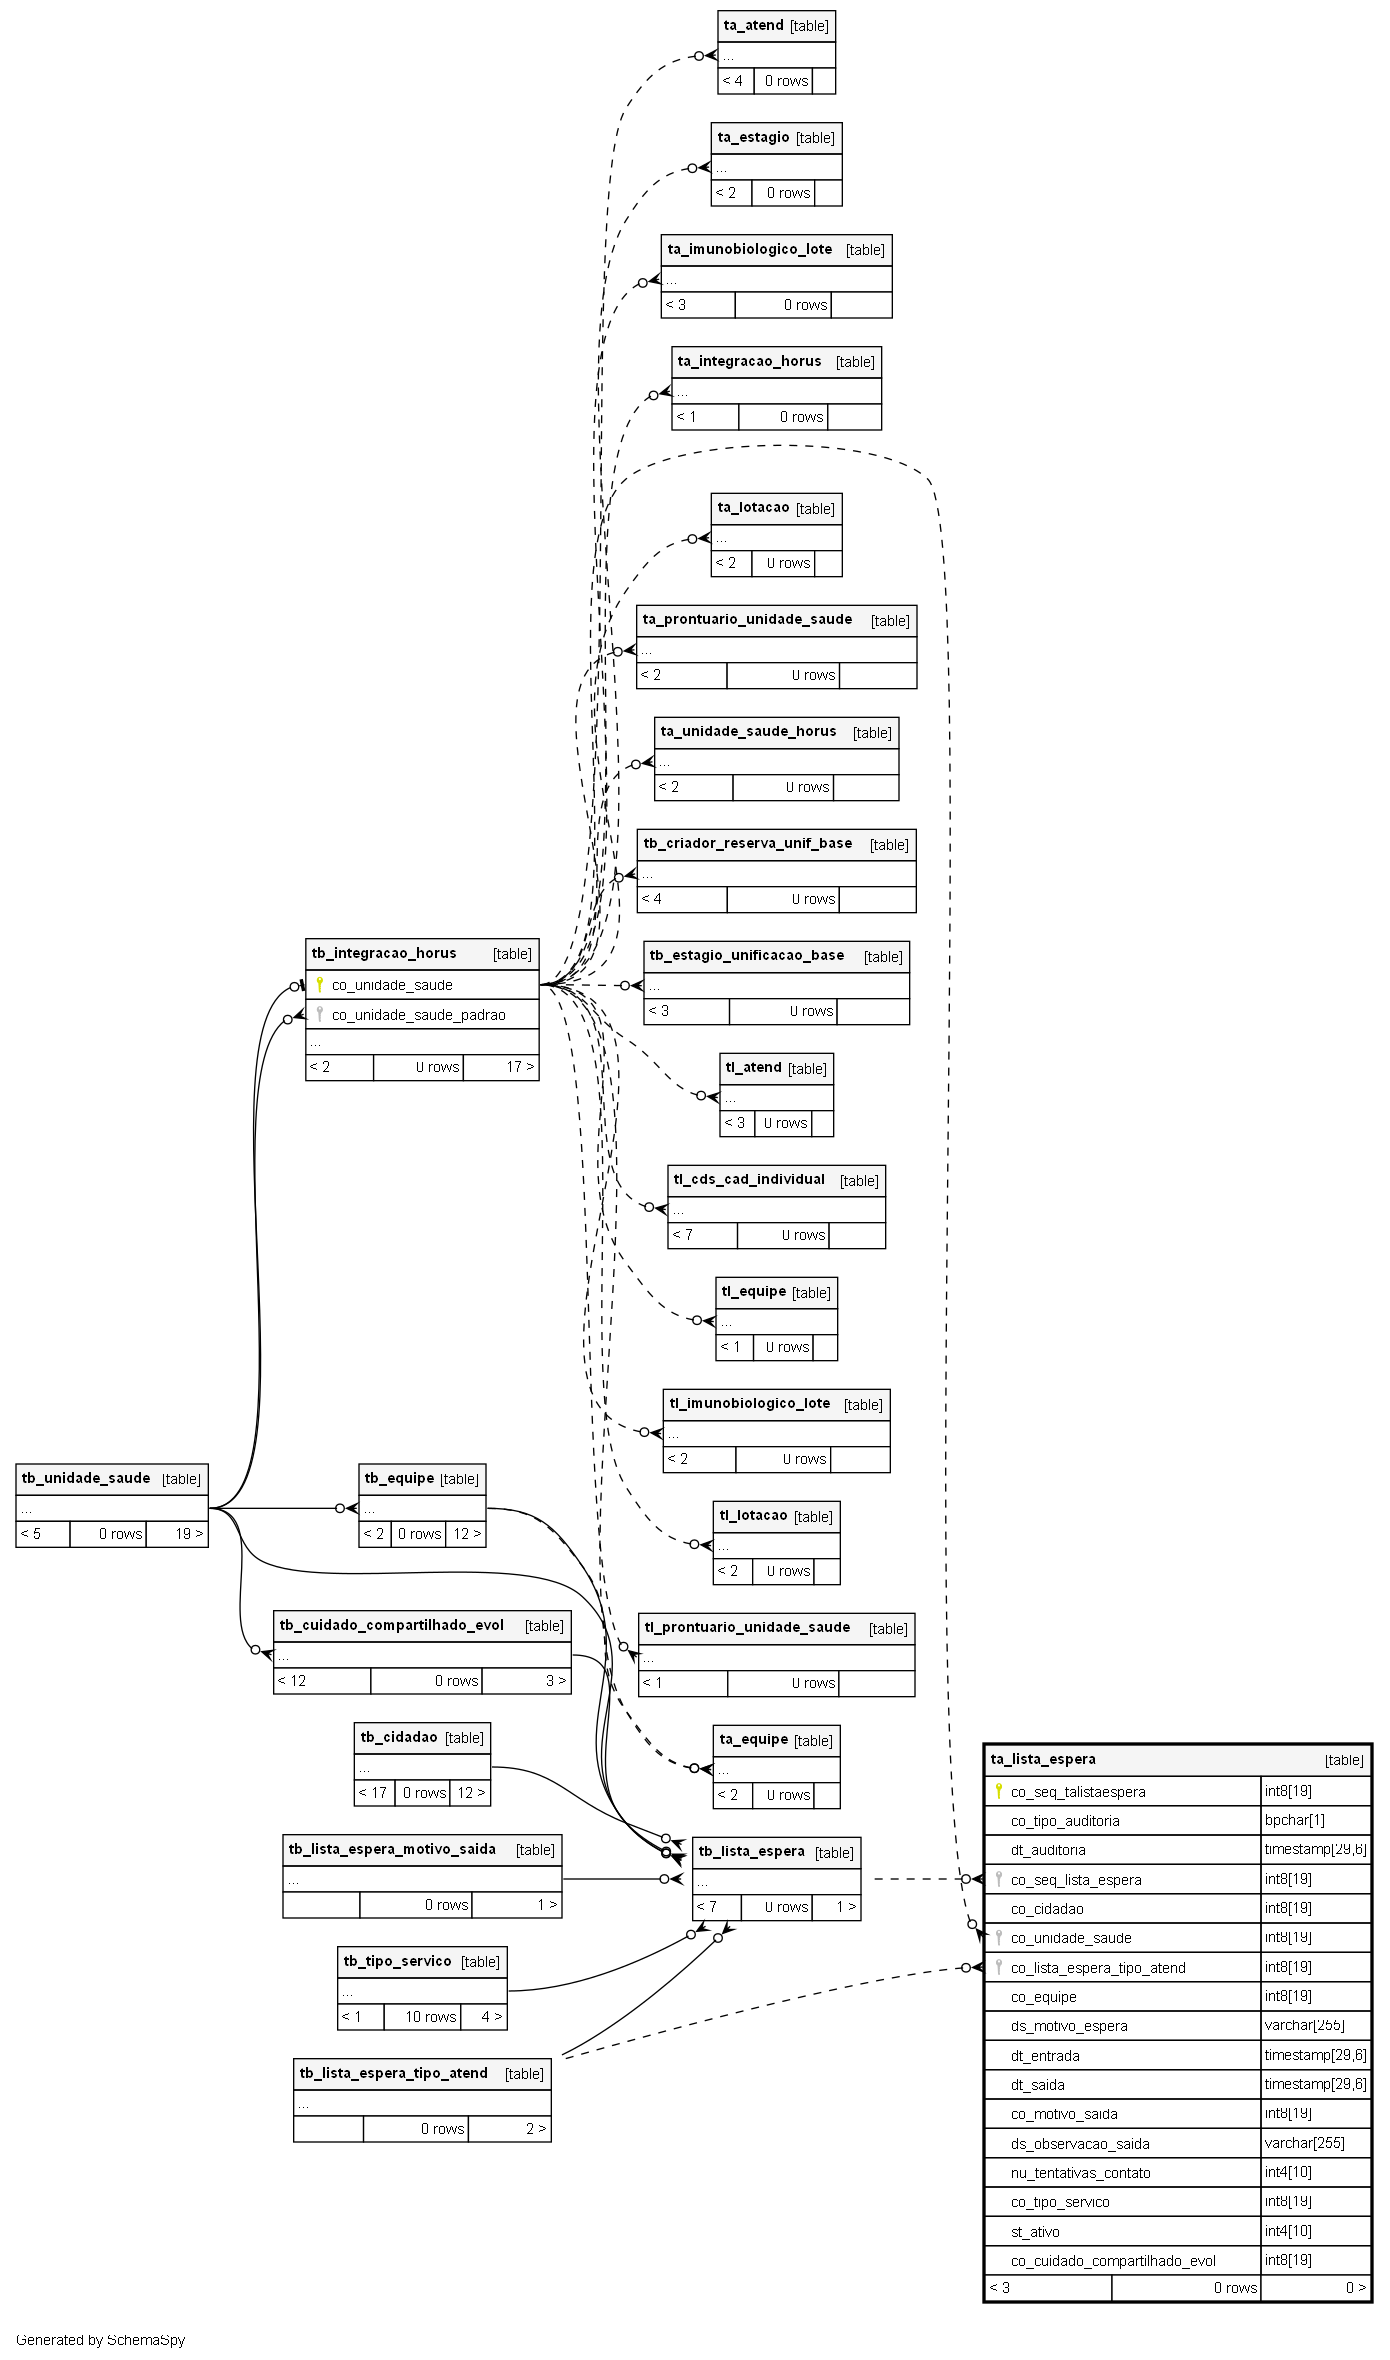 ta_atend [table]
...
< 4 0 rows
ta_estagio [table]
...
< 2 0 rows
ta_imunobiologico_lote [table]
...
< 3 0 rows
ta_integracao_horus [table]
...
< 1 0 rows
ta_lotacao [table]
...
< 2 0 rows
ta_prontuario_unidade_saude [table]
...
< 2 0 rows
ta_unidade_saude_horus [table]
...
< 2 0 rows
tb_criador_reserva_unif_base [table]
...
< 4 0 rows
tb_integracao_horus [table]
co_unidade_saude
co_unidade_saude_padrao
...
< 2 0 rows 17 >
tb_estagio_unificacao_base [table]
...
< 3 0 rows
tl_atend [table]
...
< 3 0 rows
tl_cds_cad_individual [table]
...
< 7 0 rows
tl_equipe [table]
...
< 1 0 rows
tl_imunobiologico_lote [table]
...
< 2 0 rows
tb_unidade_saude [table]
...
< 5 0 rows 19 >
tb_equipe [table]
...
< 2 0 rows 12 >
tl_lotacao [table]
...
< 2 0 rows
tb_cuidado_compartilhado_evol [table]
...
< 12 0 rows 3 >
tl_prontuario_unidade_saude [table]
...
< 1 0 rows
tb_cidadao [table]
...
< 17 0 rows 12 >
ta_equipe [table]
...
< 2 0 rows
tb_lista_espera_motivo_saida [table]
...
0 rows 1 >
tb_lista_espera [table]
...
< 7 0 rows 1 >
tb_tipo_servico [table]
...
< 1 10 rows 4 >
tb_lista_espera_tipo_atend [table]
...
0 rows 2 >
ta_lista_espera [table]
co_seq_talistaespera int8[19]
co_tipo_auditoria bpchar[1]
dt_auditoria timestamp[29,6]
co_seq_lista_espera int8[19]
co_cidadao int8[19]
co_unidade_saude int8[19]
co_lista_espera_tipo_atend int8[19]
co_equipe int8[19]
ds_motivo_espera varchar[255]
dt_entrada timestamp[29,6]
dt_saida timestamp[29,6]
co_motivo_saida int8[19]
ds_observacao_saida varchar[255]
nu_tentativas_contato int4[10]
co_tipo_servico int8[19]
st_ativo int4[10]
co_cuidado_compartilhado_evol int8[19]
< 3 0 rows 0 >
Generated by SchemaSpy